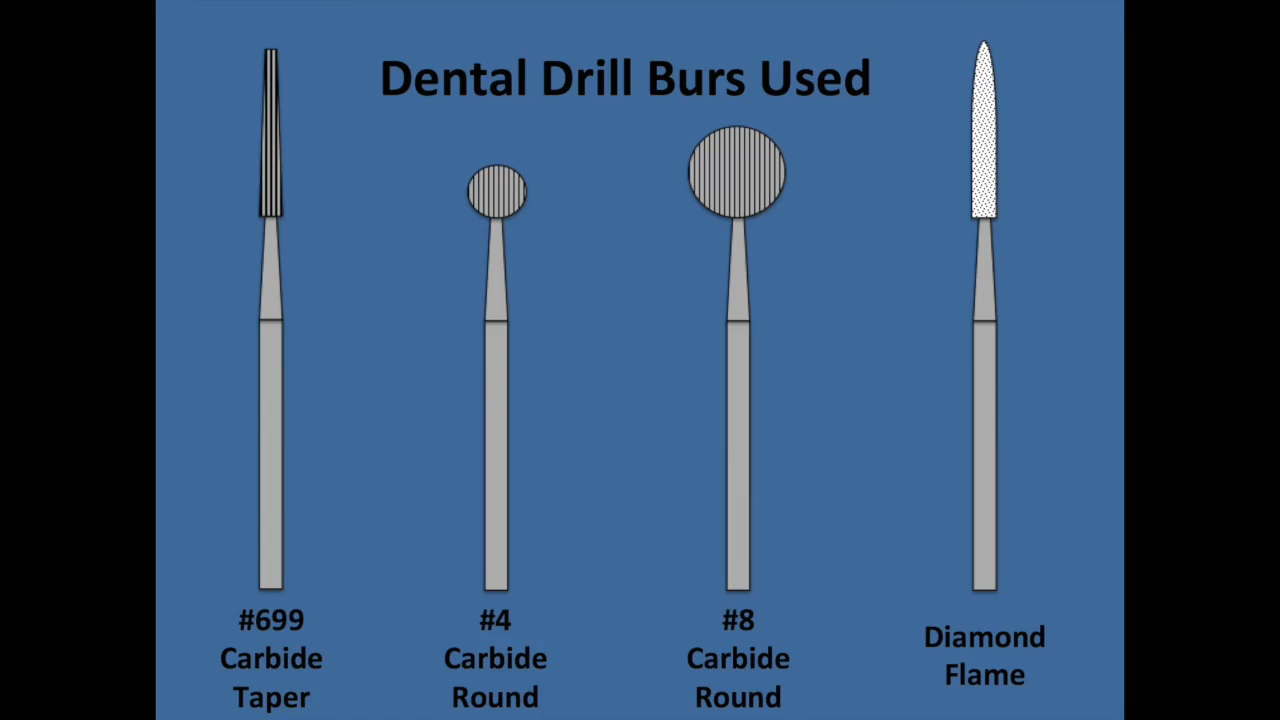 Dental Drill Burs Used
#699
Carbide
Taper
#4
Carbide
Round
#8
Carbide
Round
Diamond
Flame